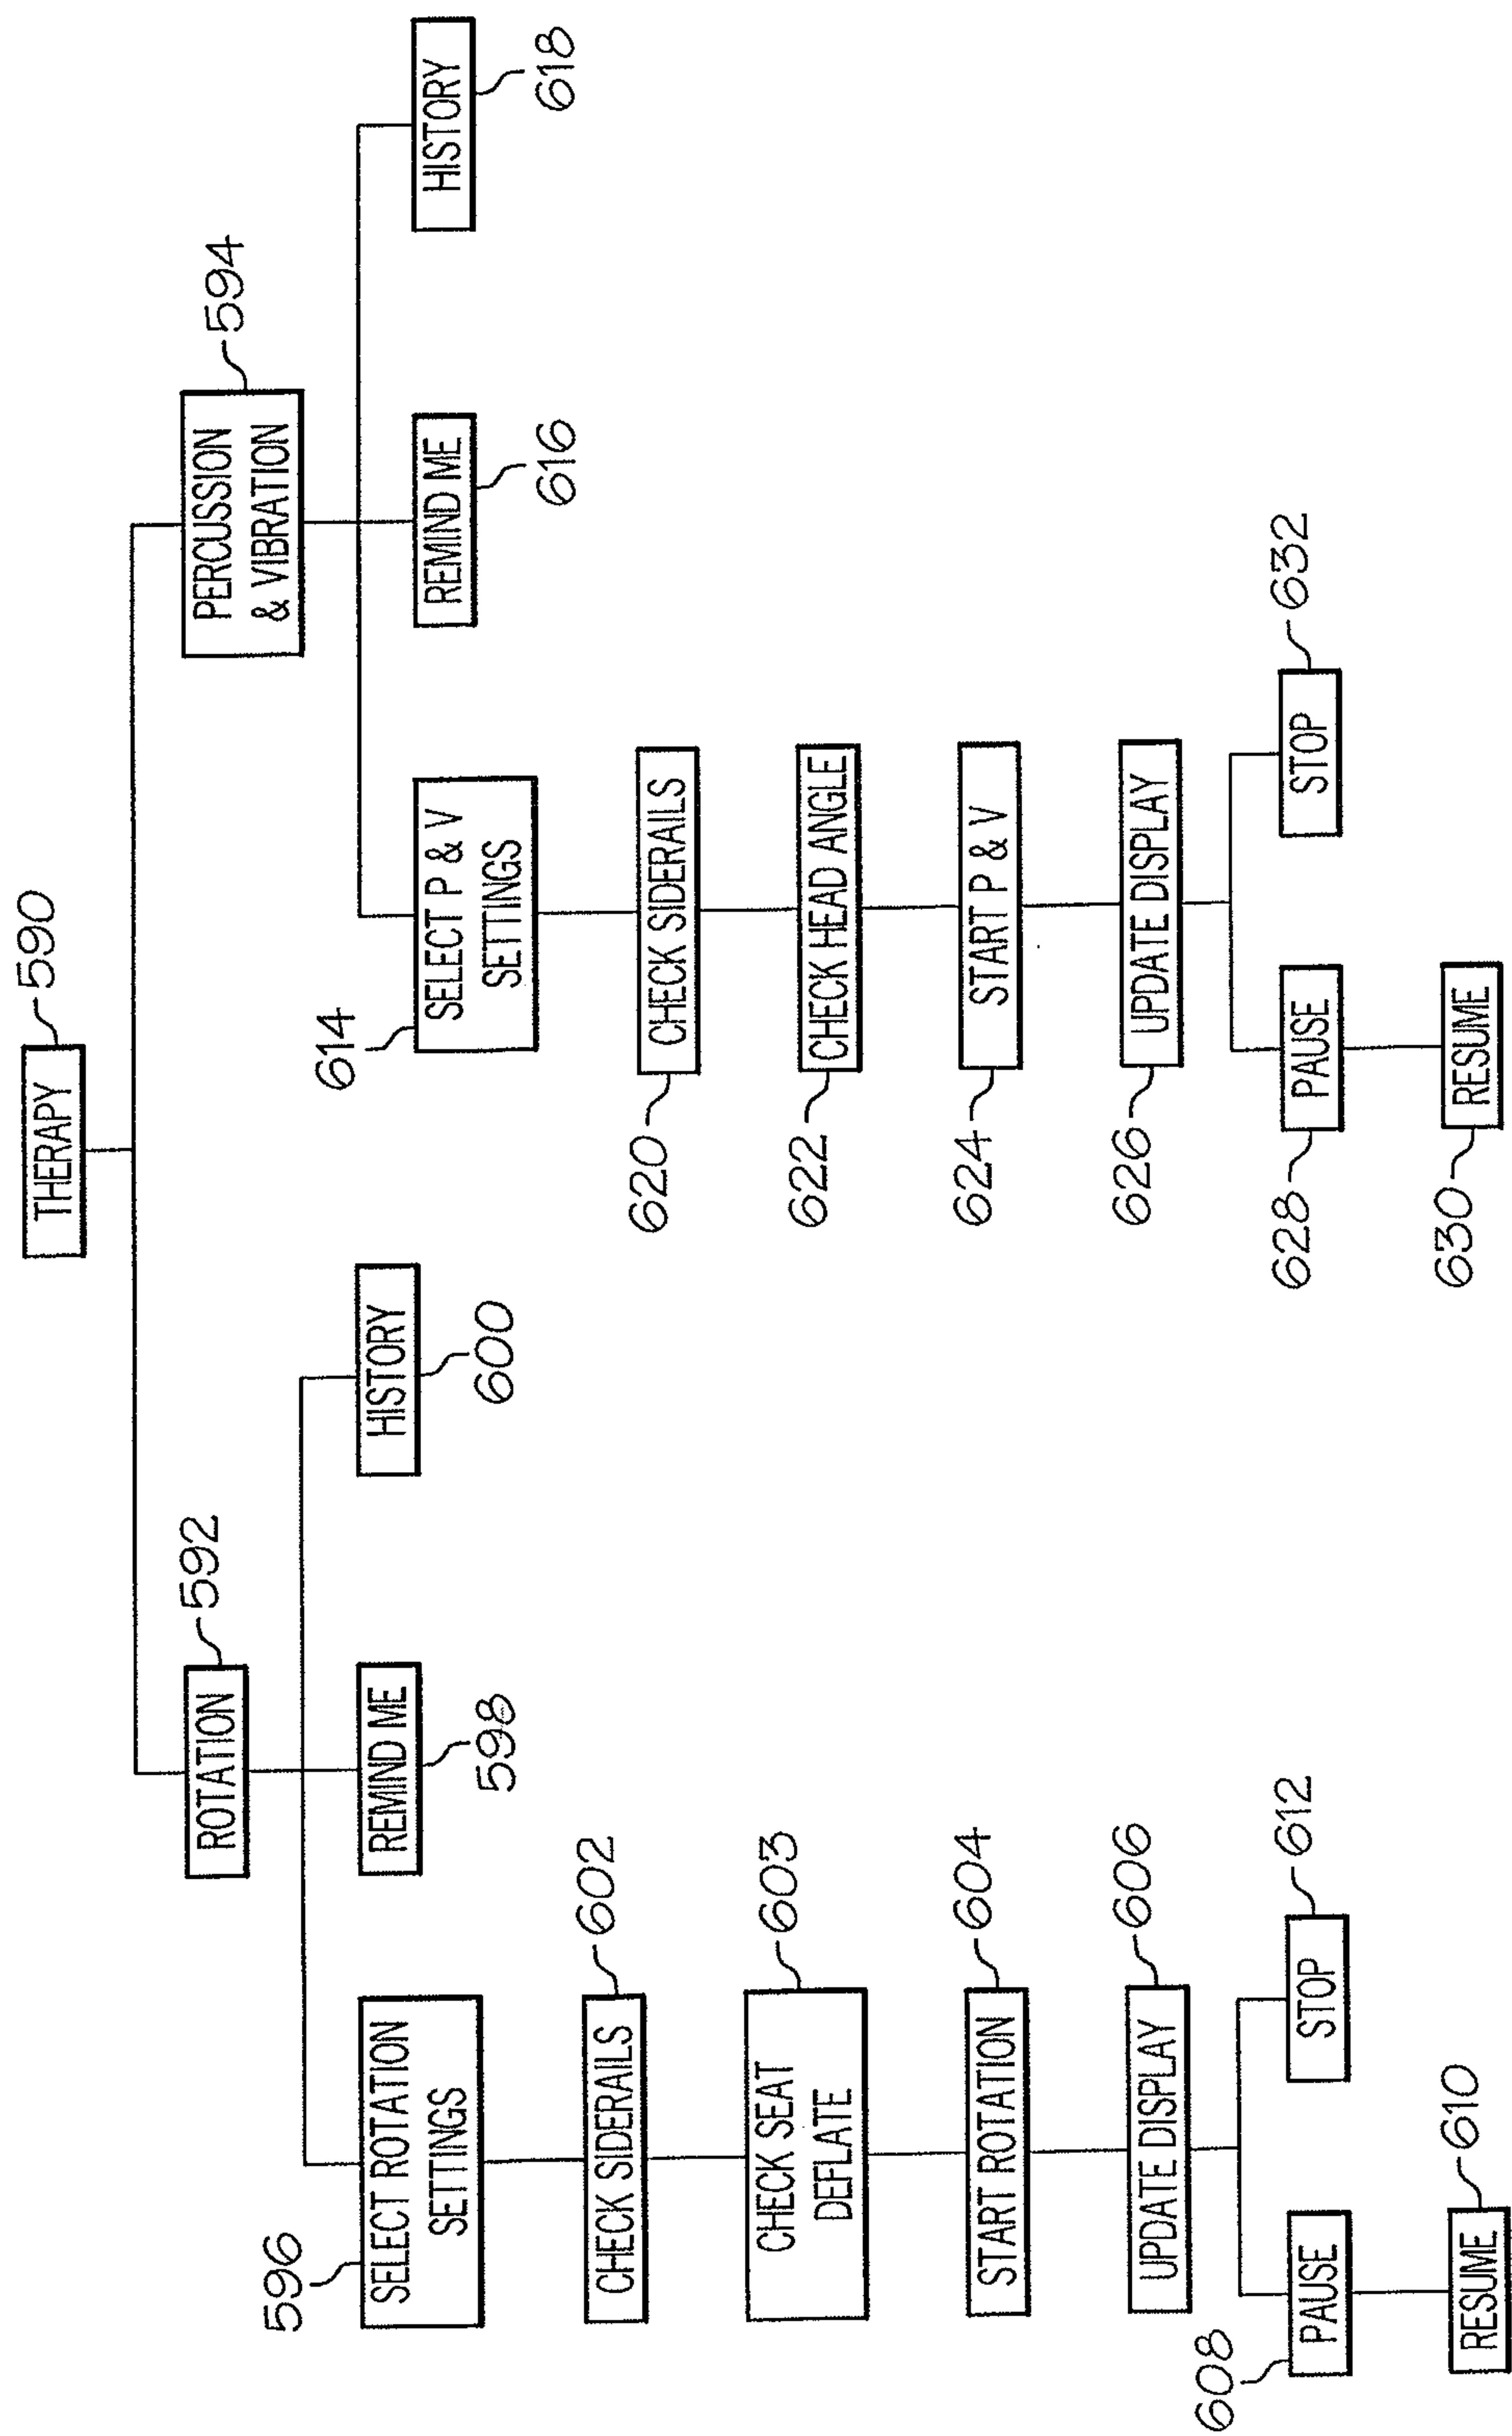 THERAPY
590
ROTATION
592
PERCUSSION
& VIBRATION
594
596
SELECT ROTATION
SETTINGS
REMIND ME
598
HISTORY
600
CHECK SIDERAILS
602
CHECK SEAT
DEFLATE
603
START ROTATION
604
UPDATE DISPLAY
606
608
PAUSE
STOP
612
RESUME
610
614
SELECT P & V
SETTINGS
REMIND ME
616
HISTORY
618
620
CHECK SIDERAILS
622
CHECK HEAD ANGLE
624
START P & V
626
UPDATE DISPLAY
628
PAUSE
STOP
632
630
RESUME